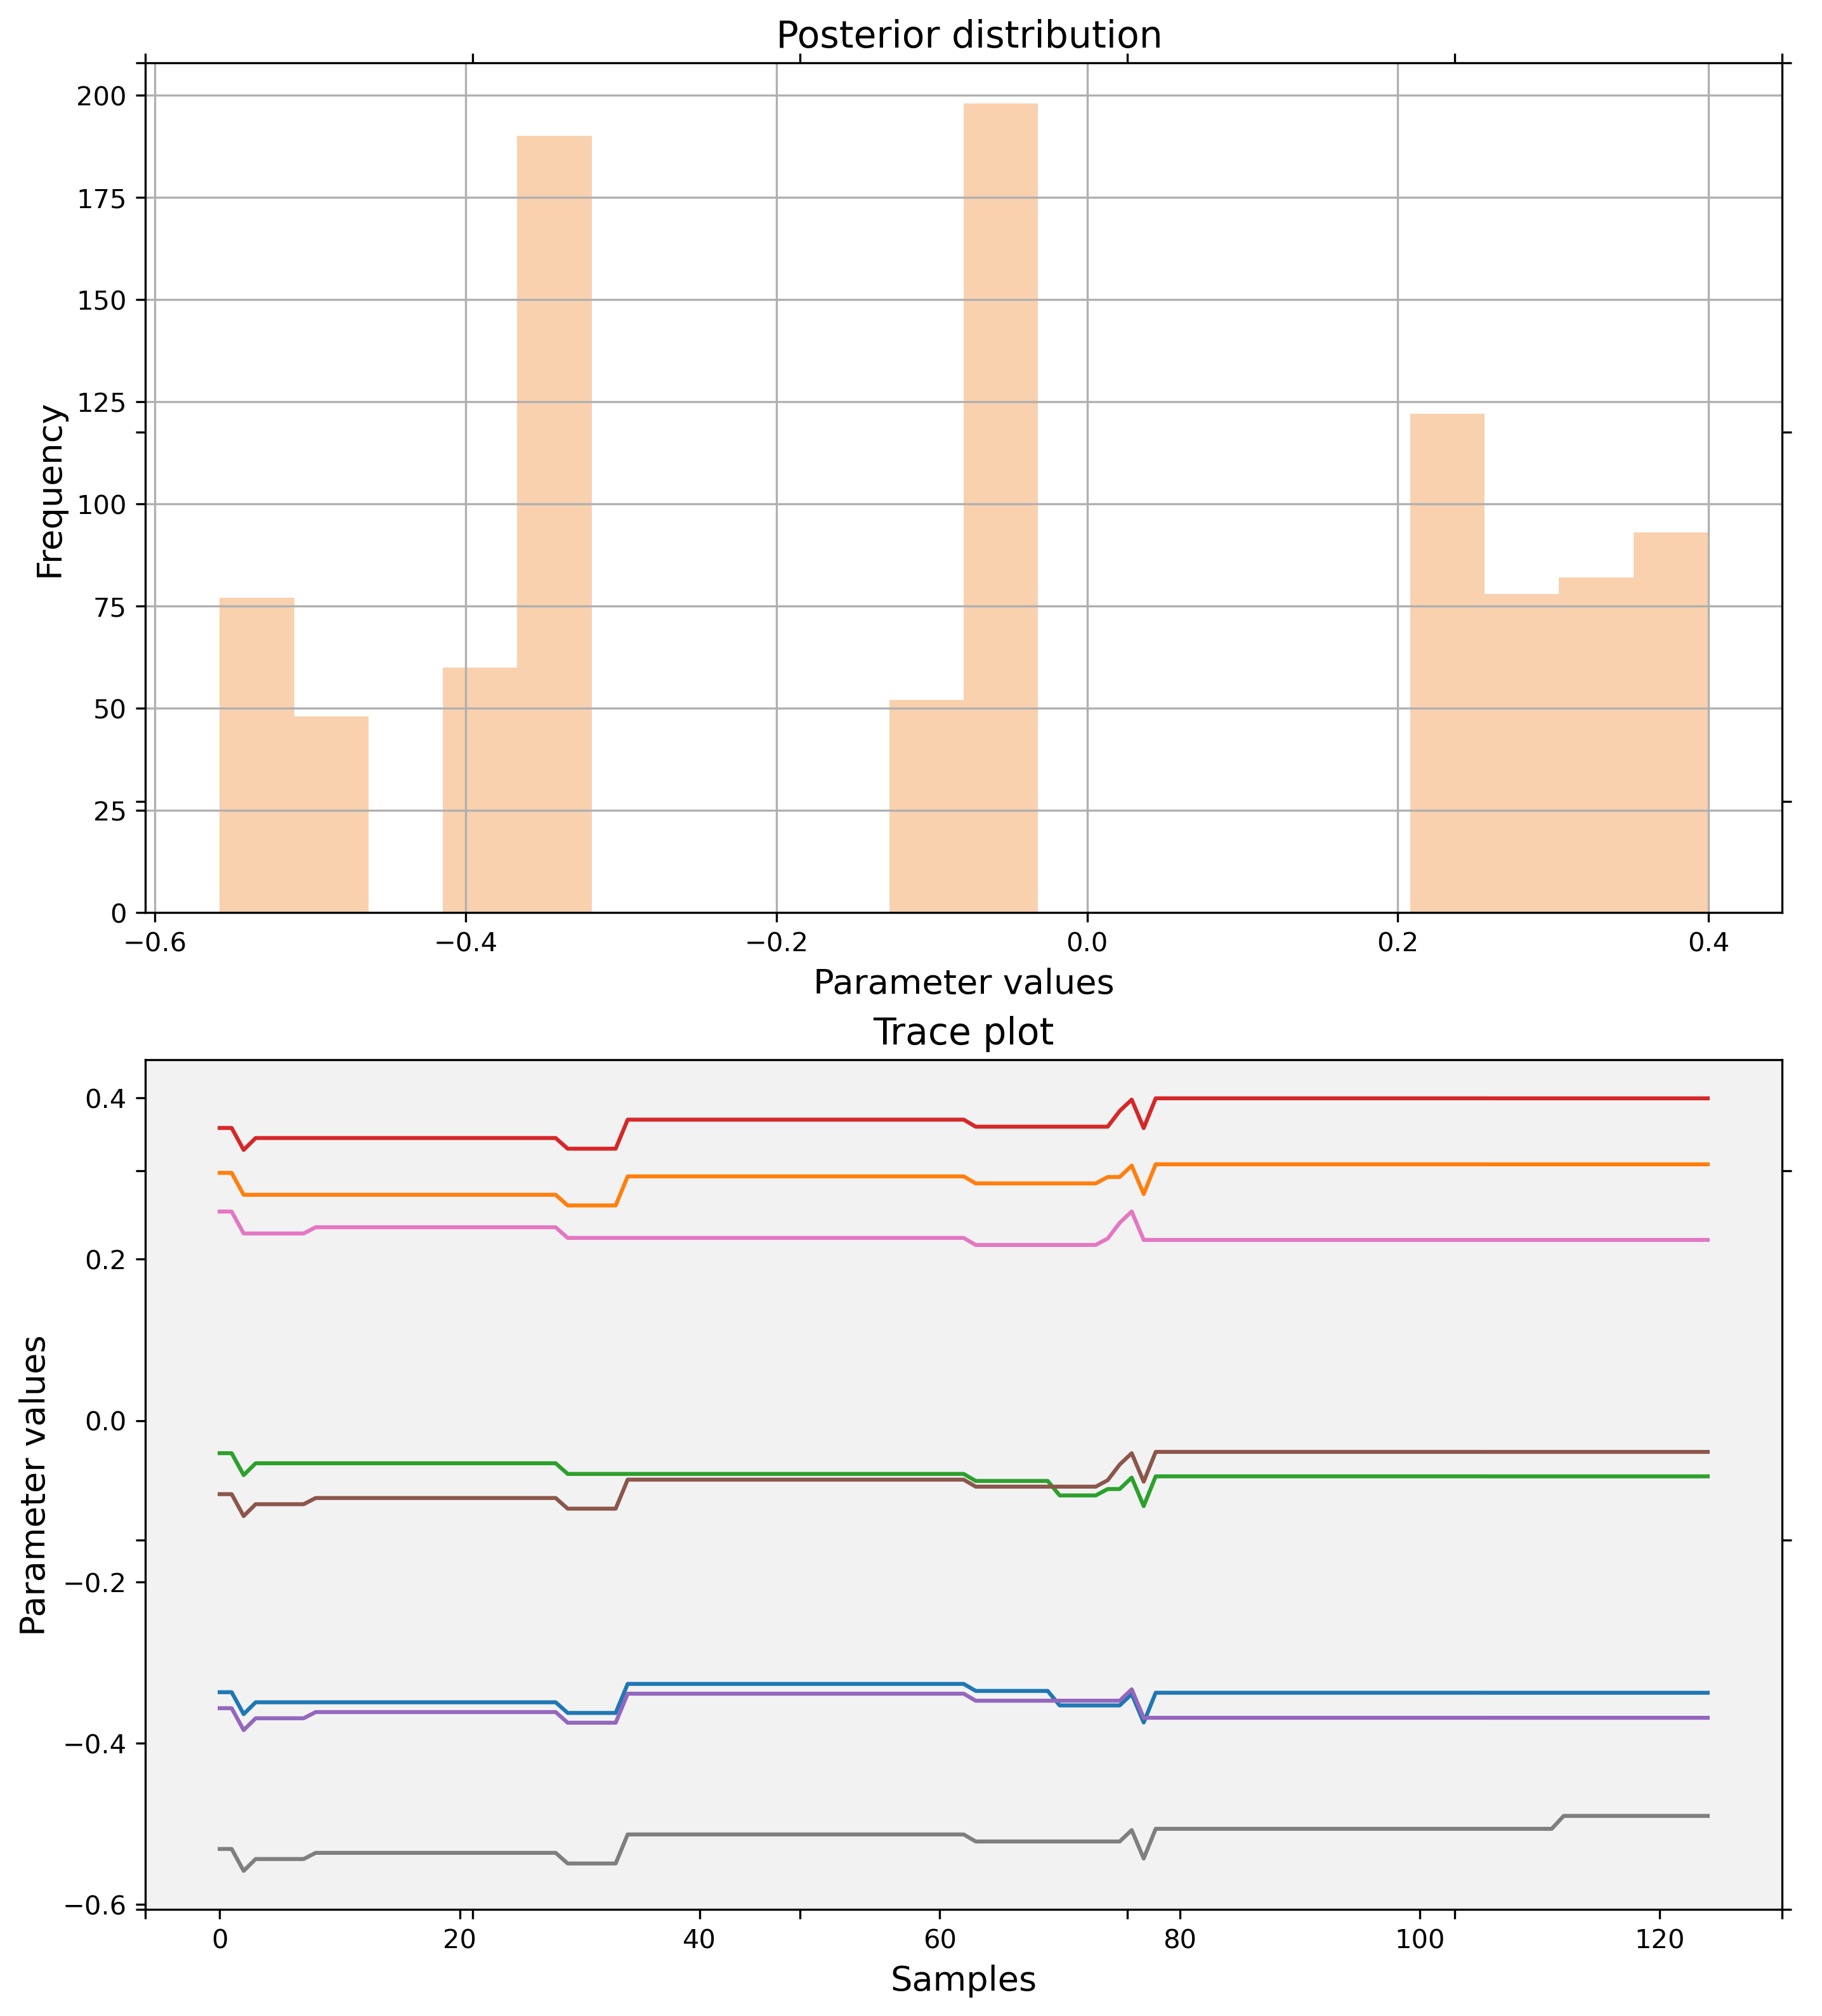 Posterior distribution
200
175
150
125
100
75
50
25
0
Frequency
−0.6 −0.4 −0.2 0.0 0.2 0.4
Parameter values
Trace plot
0.4
0.2
0.0
−0.2
−0.4
−0.6
Parameter values
0 20 40 60 80 100 120
Samples